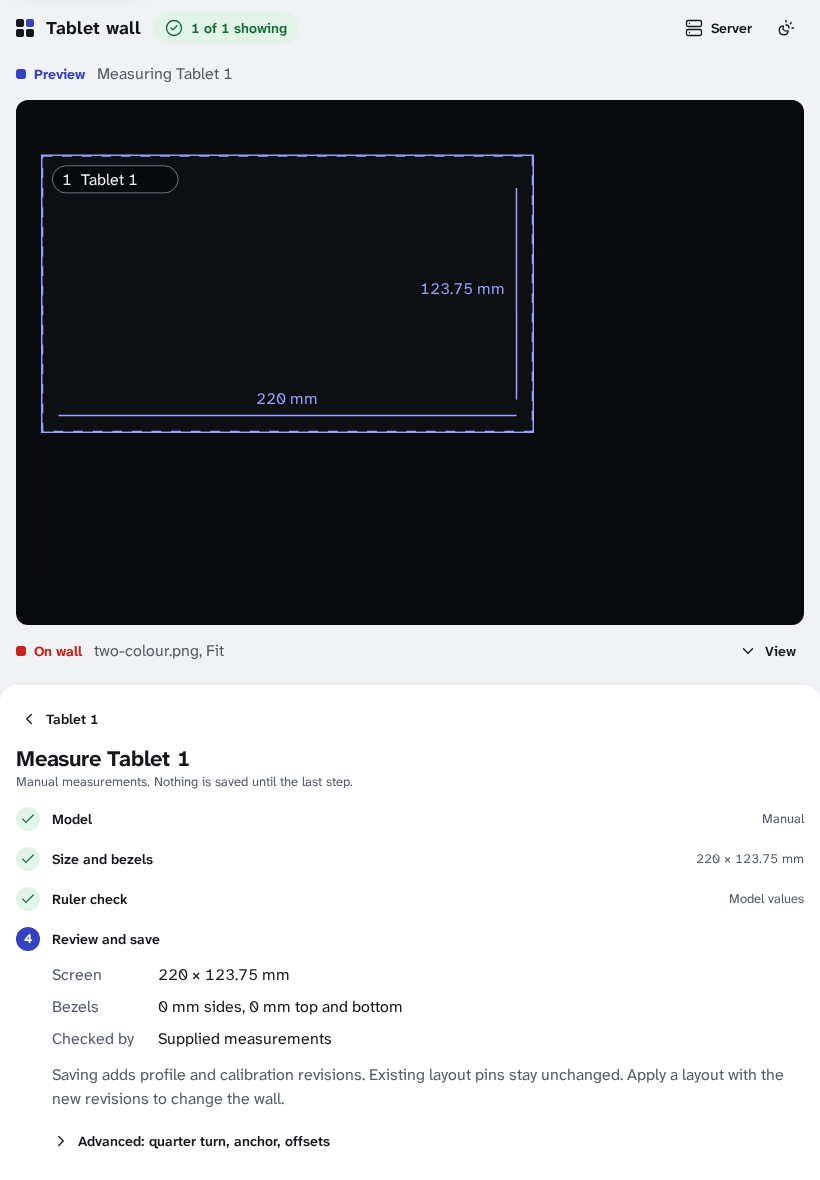 Tablet wall
1 of 1 showing
Server
Preview Measuring Tablet 1
1 Tablet 1
123.75 mm
220 mm
On wall two-colour.png, Fit
View
Tablet 1
Measure Tablet 1
Manual measurements. Nothing is saved until the last step.
Model Manual
Size and bezels 220 × 123.75 mm
Ruler check Model values
4 Review and save
Screen 220 × 123.75 mm
Bezels 0 mm sides, 0 mm top and bottom
Checked by Supplied measurements
Saving adds profile and calibration revisions. Existing layout pins stay unchanged. Apply a layout with the
new revisions to change the wall.
Advanced: quarter turn, anchor, offsets